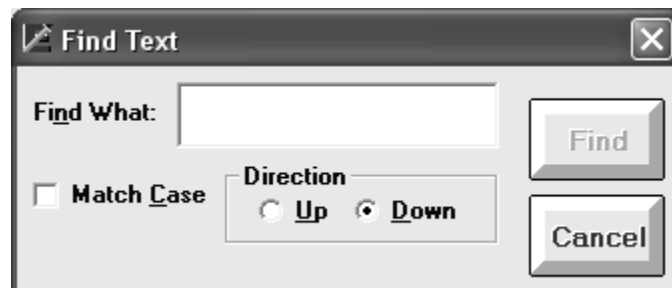 Find Text
Find What:
Find
Match Case
Direction
Up
Down
Cancel